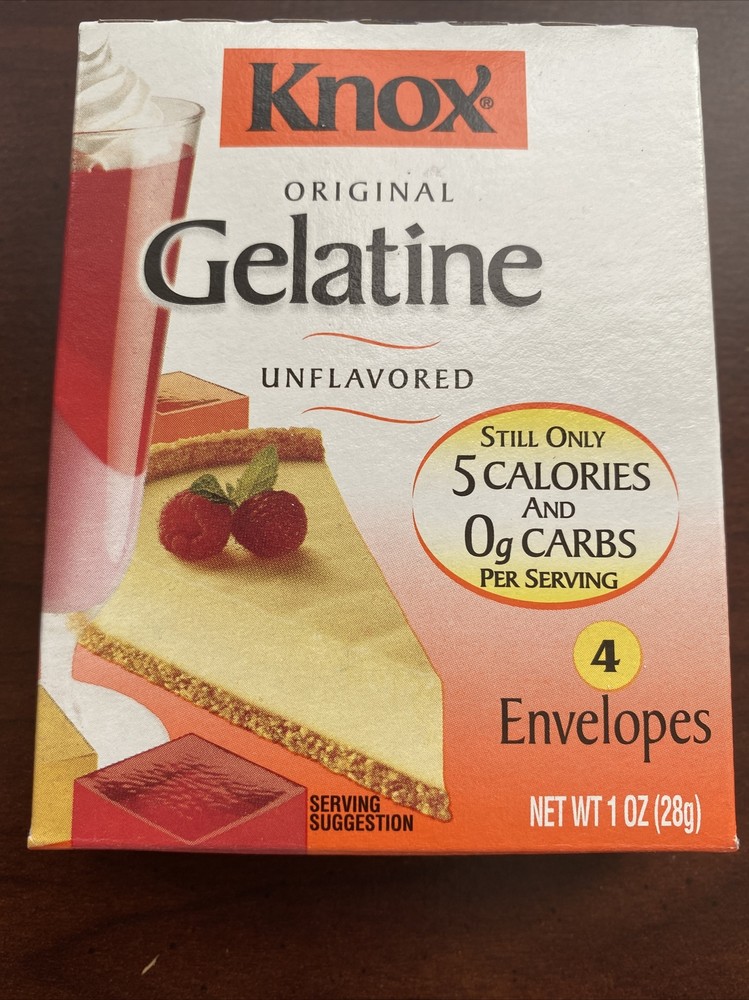 Knox®
ORIGINAL
Gelatine
UNFLAVORED
STILL ONLY
5 CALORIES
AND
0g CARBS
PER SERVING
4
Envelopes
SERVING
SUGGESTION
NET WT 1 OZ (28g)